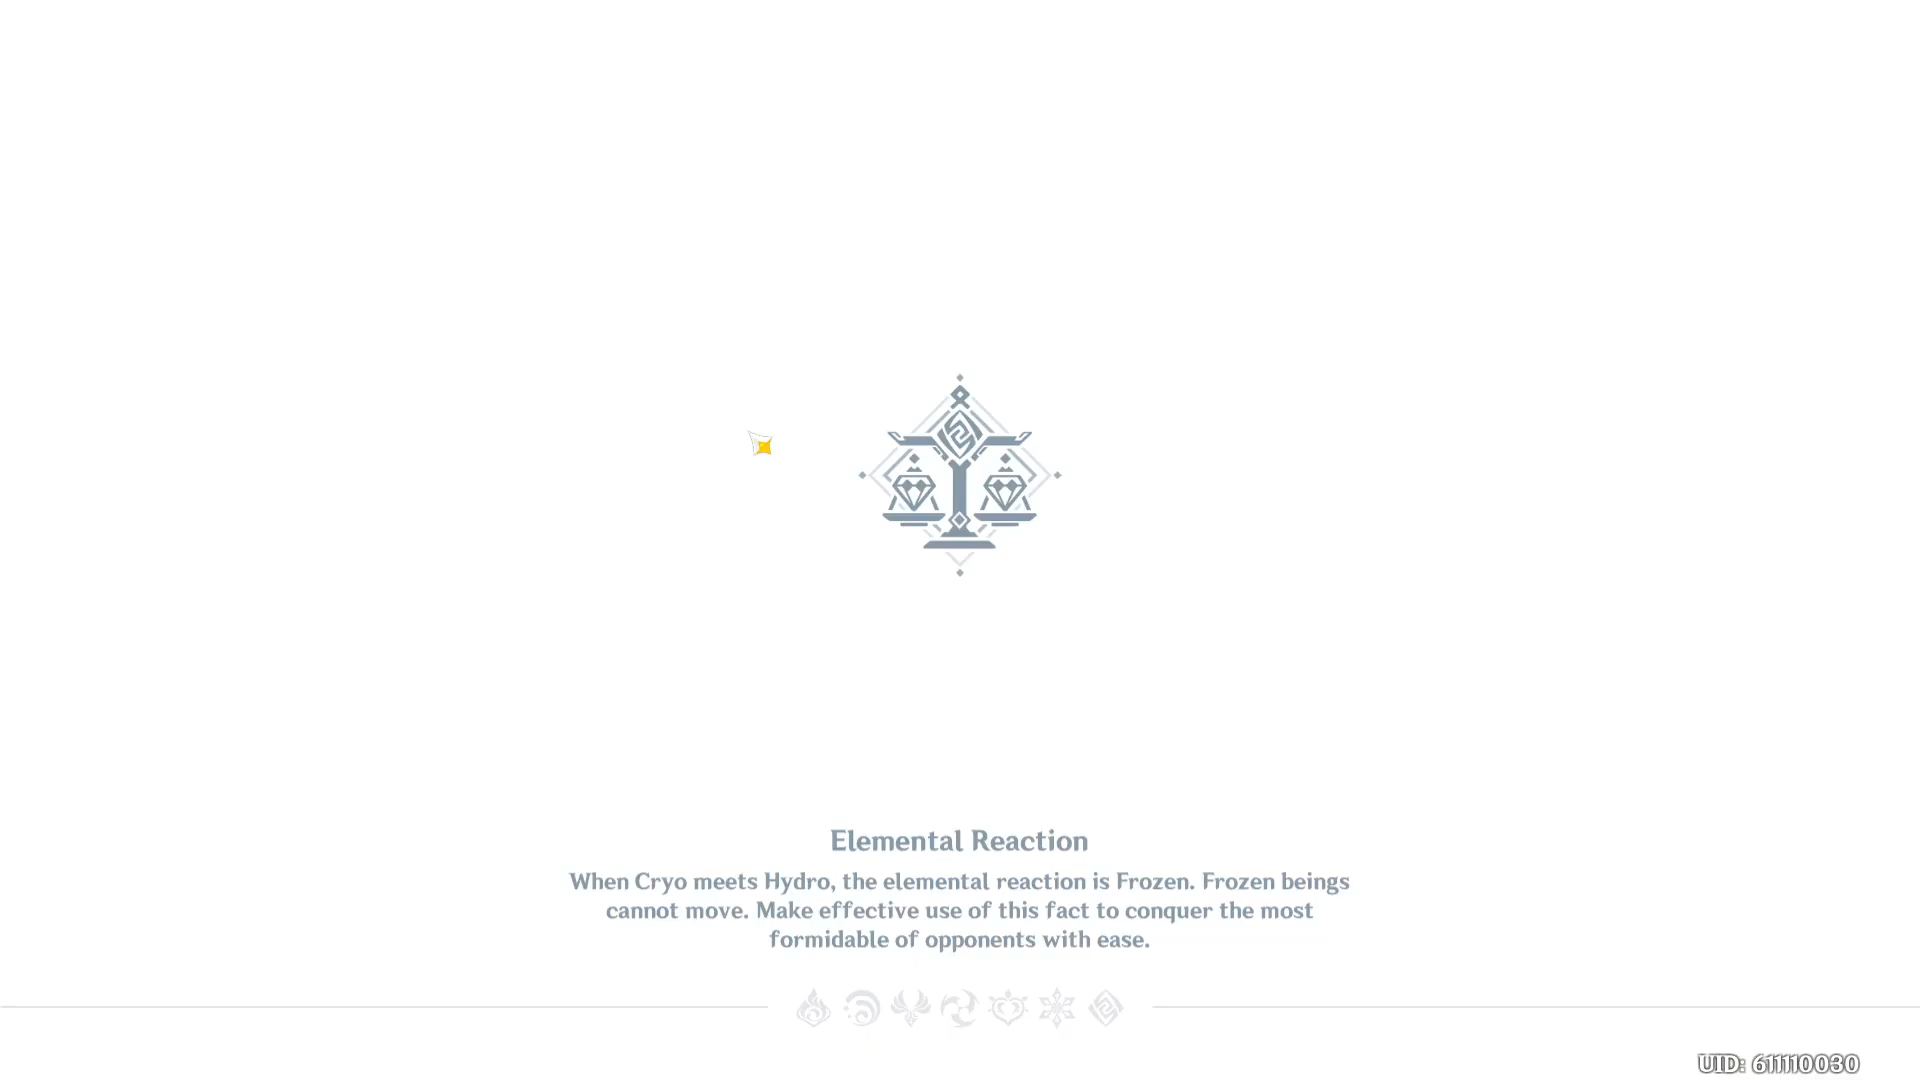 Elemental Reaction
When Cryo meets Hydro, the elemental reaction is Frozen. Frozen beings
cannot move. Make effective use of this fact to conquer the most
formidable of opponents with ease.
UID: 611110030